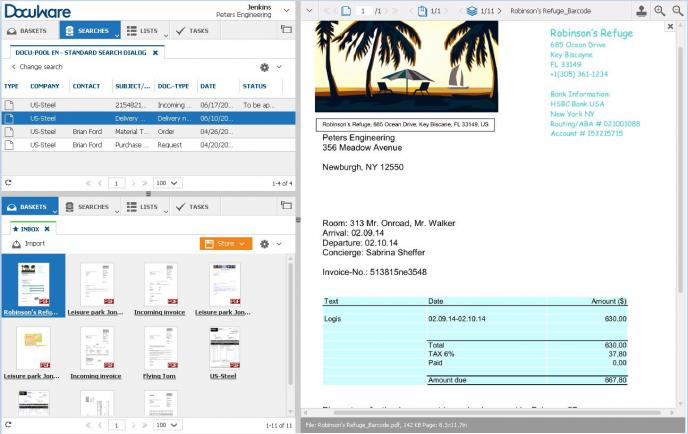 DocuWare
Jenkins
Peters Engineering
BASKETS
SEARCHES
LISTS
TASKS
DOCU-POOL EN - STANDARD SEARCH DIALOG
Change search
TYPE COMPANY CONTACT SUBJECT/... DOC.-TYPE DATE STATUS
US-Steel 2154821... Incoming ... 06/17/20... To be ap...
US-Steel Delivery ... Delivery n... 06/10/20...
US-Steel Brian Ford Material T... Order 04/26/20...
US-Steel Brian Ford Purchase ... Request 04/20/20...
1 100 1-4 of 4
BASKETS
SEARCHES
LISTS
TASKS
INBOX
Import
Store
Robinson's Refu...
Leisure park Jon...
Incoming invoice
Leisure park Jon...
Leisure park Jon...
Incoming invoice
Flying Tom
US-Steel
1 100 1-11 of 11
1 /1 1/1 1/11 Robinson's Refuge_Barcode
Robinson's Refuge
685 Ocean Drive
Key Biscayne
FL 33149
+1(305) 361-1234
Bank Information:
HSBC Bank USA
New York NY
Routing/ABA # 021003088
Account # 153215715
Robinson's Refuge, 685 Ocean Drive, Key Biscane, FL 33149, US
Peters Engineering
356 Meadow Avenue
Newburgh, NY 12550
Room: 313 Mr. Onroad, Mr. Walker
Arrival: 02.09.14
Departure: 02.10.14
Concierge: Sabrina Sheffer
Invoice-No.: 513815ne3548
Text Date Amount ($)
Logis 02.09.14-02.10.14 630,00
Total 630,00
TAX 6% 37,80
Paid 0,00
Amount due 667,80
File: Robinson's Refuge_Barcode.pdf, 142 KB Page: 8.3x11.7in